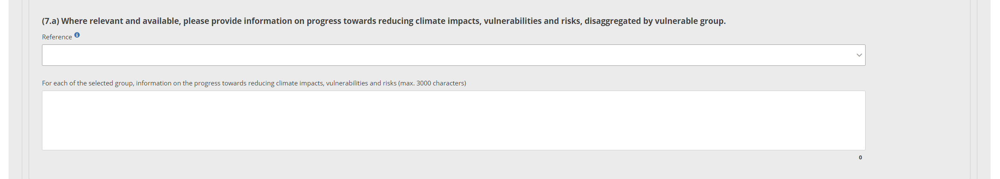 (7.a) Where relevant and available, please provide information on progress towards reducing climate impacts, vulnerabilities and risks, disaggregated by vulnerable group.
Reference
For each of the selected group, information on the progress towards reducing climate impacts, vulnerabilities and risks (max. 3000 characters)
0